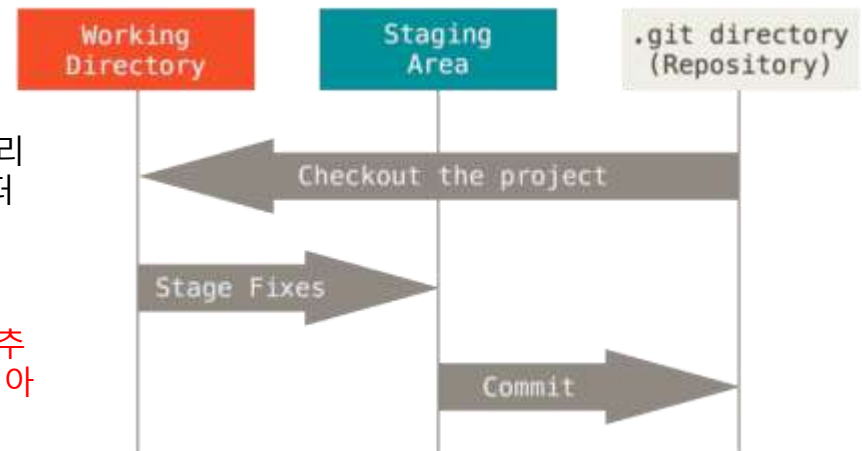 Working
Directory
Staging
Area
.git directory
(Repository)
리
Checkout the project
Stage Fixes
추
아
Commit